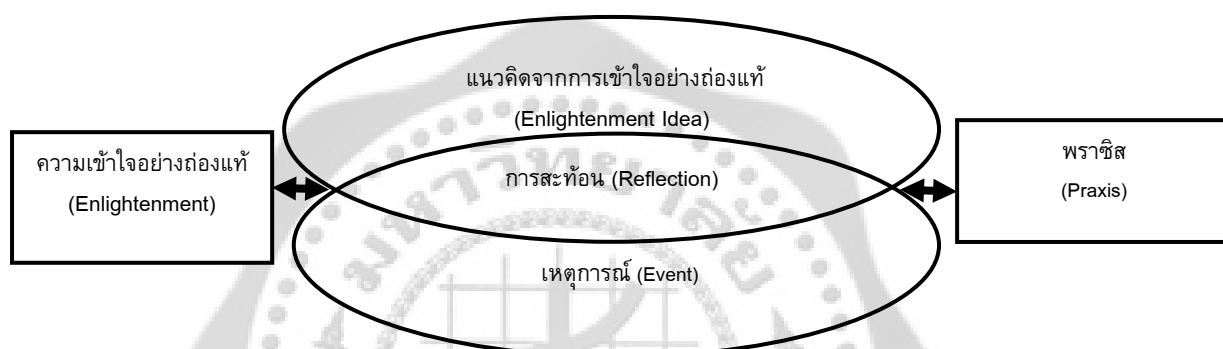 แนวคิดจากการเข้าใจอย่างถ่องแท้
(Enlightenment Idea)
ความเข้าใจอย่างถ่องแท้
(Enlightenment)
การสะท้อน (Reflection)
พราซิส
(Praxis)
เหตุการณ์ (Event)